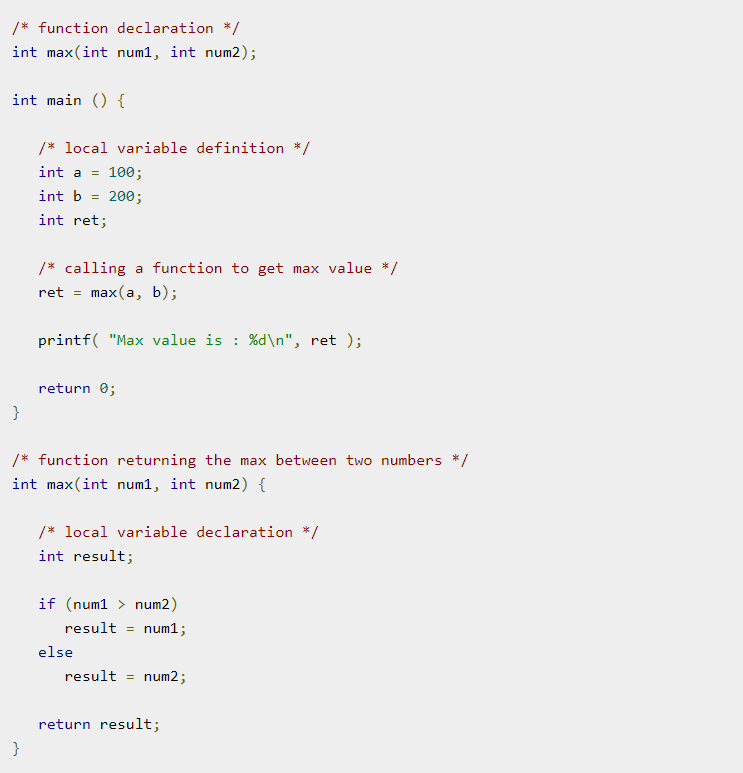 /* function declaration */
int max(int num1, int num2);

int main () {

   /* local variable definition */
   int a = 100;
   int b = 200;
   int ret;

   /* calling a function to get max value */
   ret = max(a, b);

   printf( "Max value is : %d\n", ret );

   return 0;
}

/* function returning the max between two numbers */
int max(int num1, int num2) {

   /* local variable declaration */
   int result;

   if (num1 > num2)
      result = num1;
   else
      result = num2;

   return result;
}